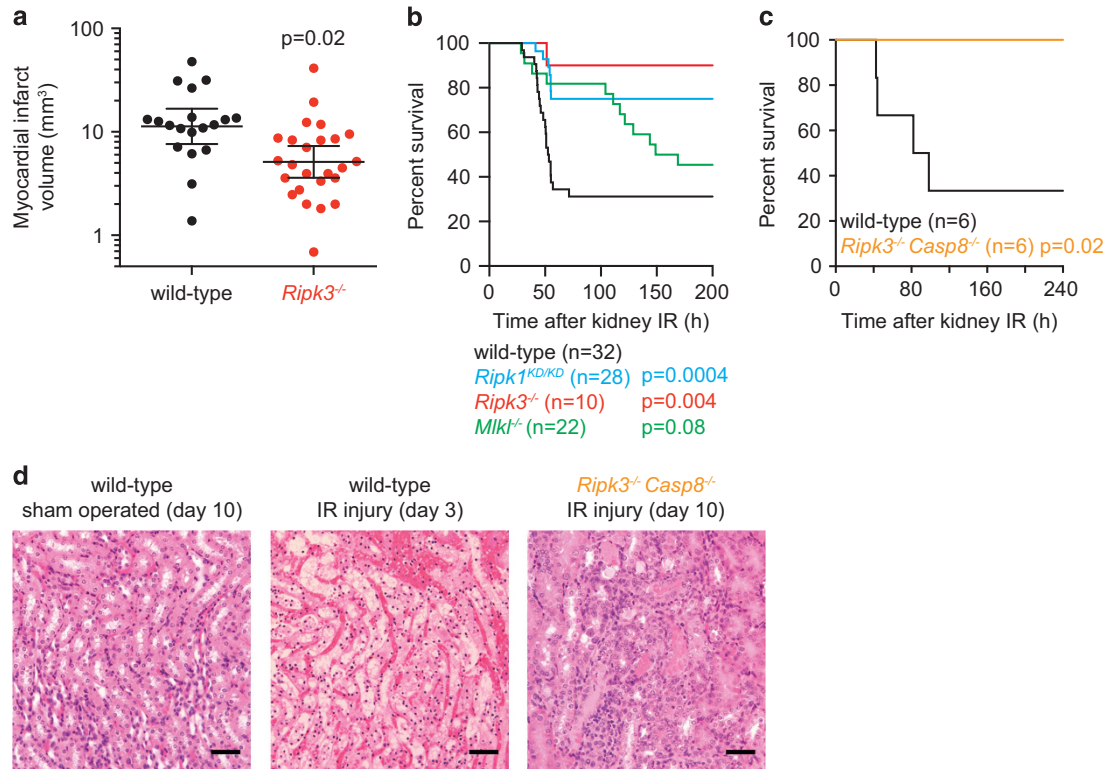 a
Myocardial infarct
volume (mm³)
100
10
1
p=0.02
wild-type
Ripk3-/-
b
Percent survival
100
80
60
40
20
0
0 50 100 150 200
Time after kidney IR (h)
wild-type (n=32)
Ripk1KD/KD (n=28) p=0.0004
Ripk3-/- (n=10) p=0.004
Mlkl-/- (n=22) p=0.08
c
Percent survival
100
80
60
40
20
0
wild-type (n=6)
Ripk3-/- Casp8-/- (n=6) p=0.02
0 80 160 240
Time after kidney IR (h)
d
wild-type
sham operated (day 10)
wild-type
IR injury (day 3)
Ripk3-/- Casp8-/-
IR injury (day 10)